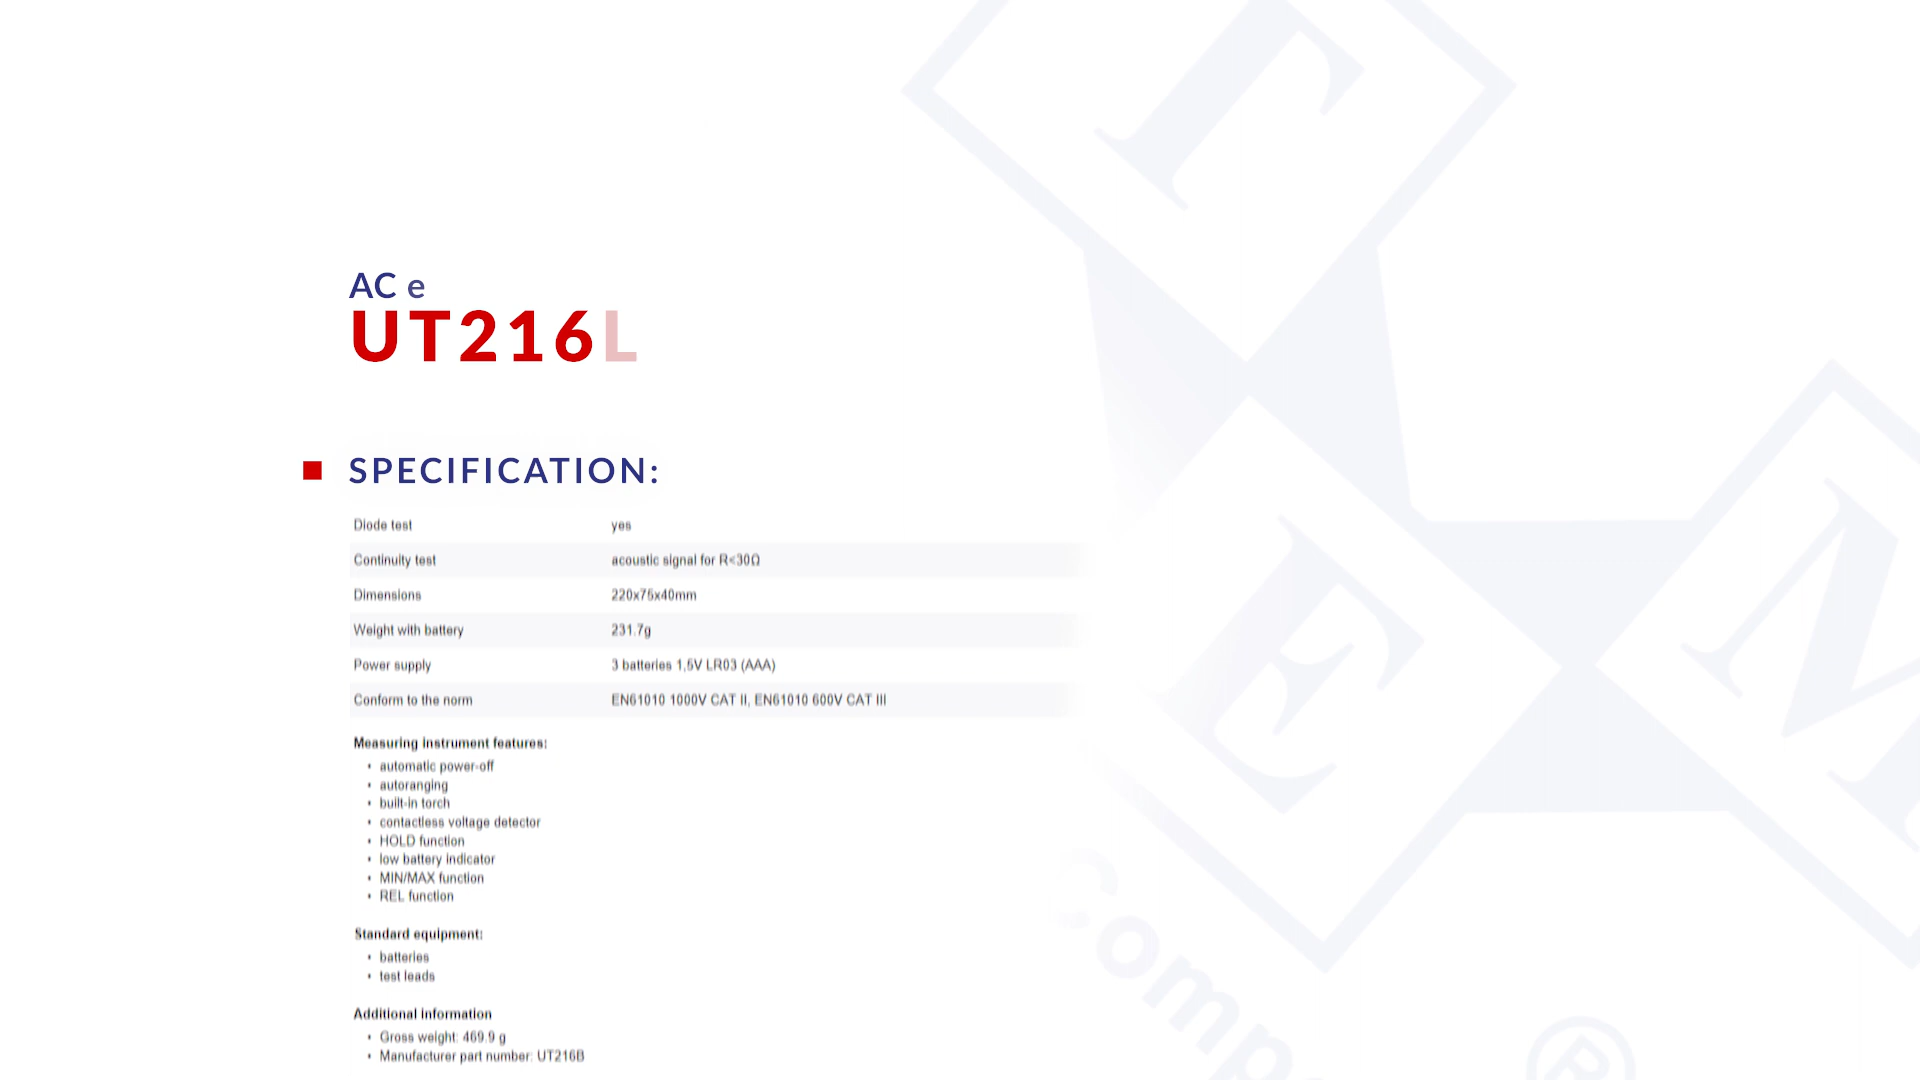 AC e
UT216L
SPECIFICATION:
Diode test yes
Continuity test acoustic signal for R<30Ω
Dimensions 220x75x40mm
Weight with battery 231.7g
Power supply 3 batteries 1,5V LR03 (AAA)
Conform to the norm EN61010 1000V CAT II, EN61010 600V CAT III
Measuring instrument features:
• automatic power-off
• autoranging
• built-in torch
• contactless voltage detector
• HOLD function
• low battery indicator
• MIN/MAX function
• REL function
Standard equipment:
• batteries
• test leads
Additional information
• Gross weight: 469.9 g
• Manufacturer part number: UT216B
T
E
M
®